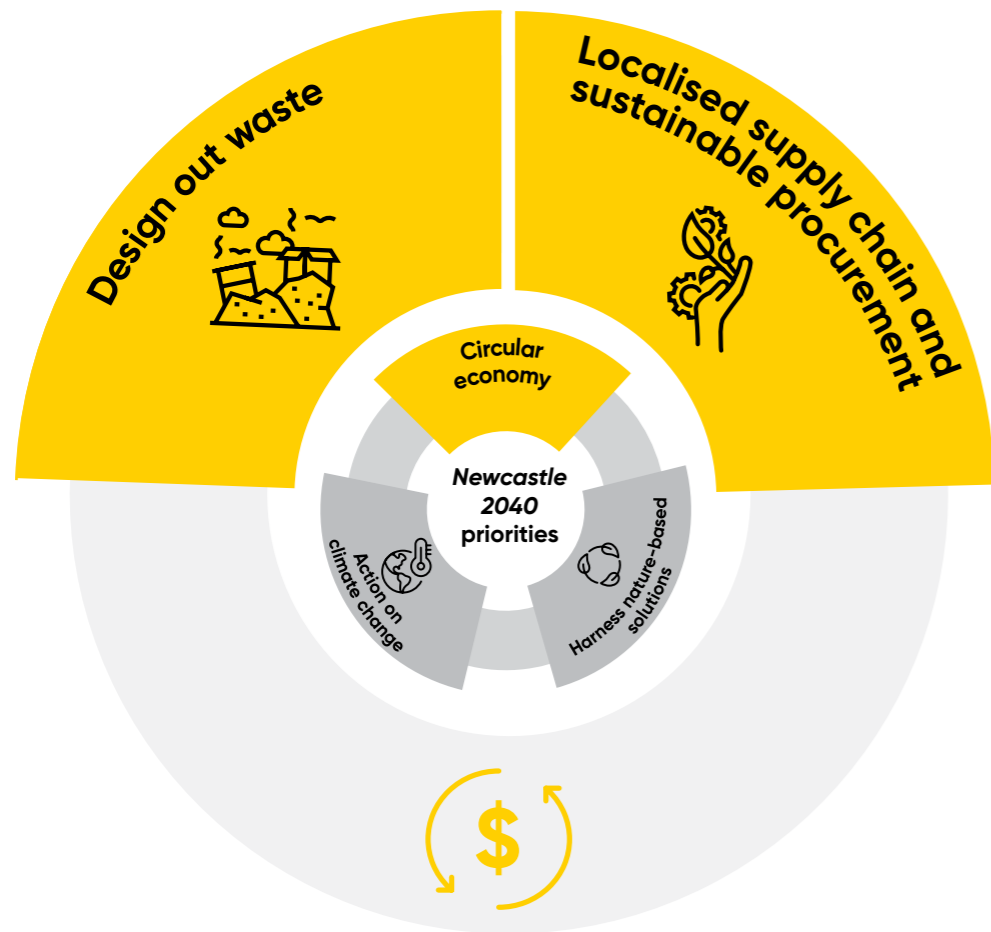 Design out waste
Localised supply chain and
sustainable procurement
Circular
economy
Newcastle
2040
priorities
Action on
climate change
Harness nature-based
solutions
$